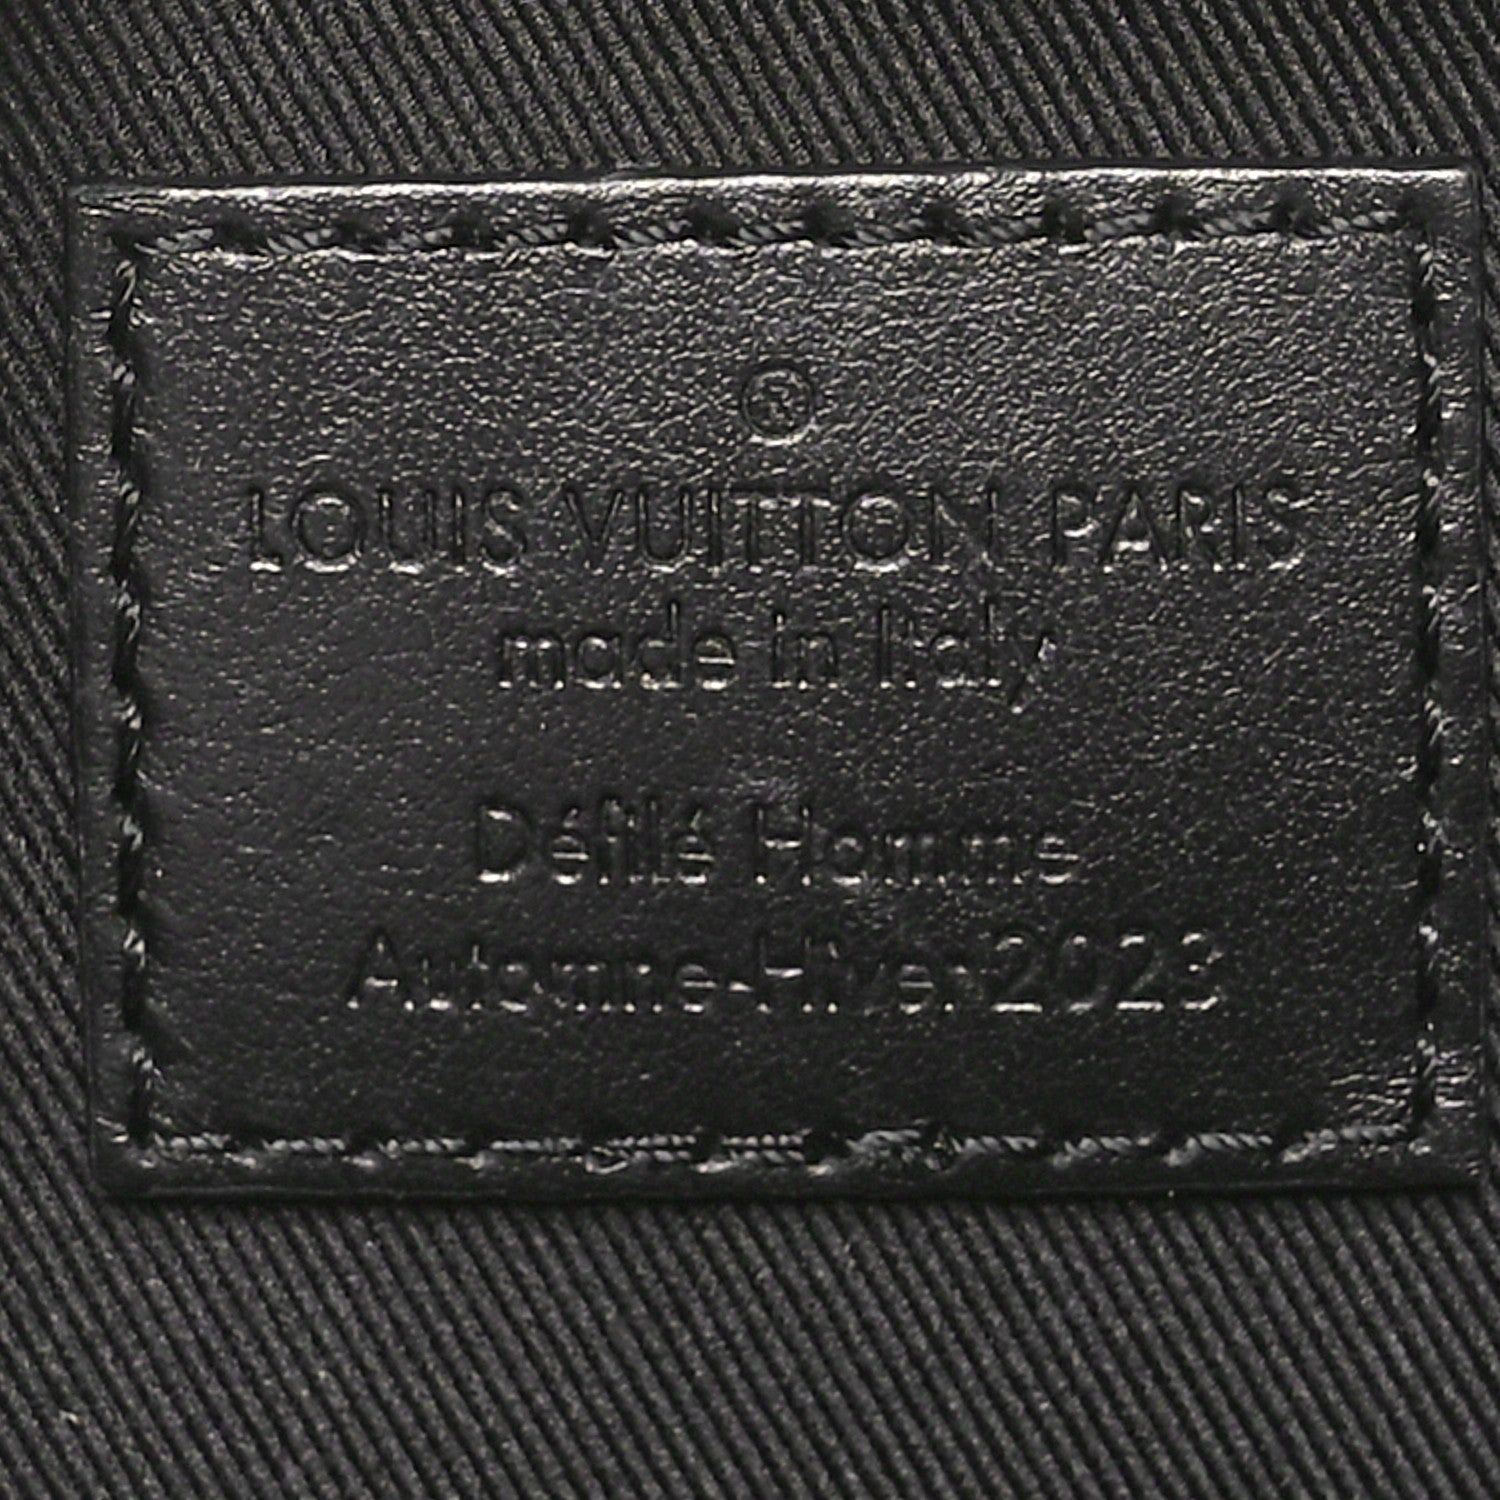 ®
LOUIS VUITTON PARIS
made in Italy
Défilé Homme
Automne-Hiver 2023